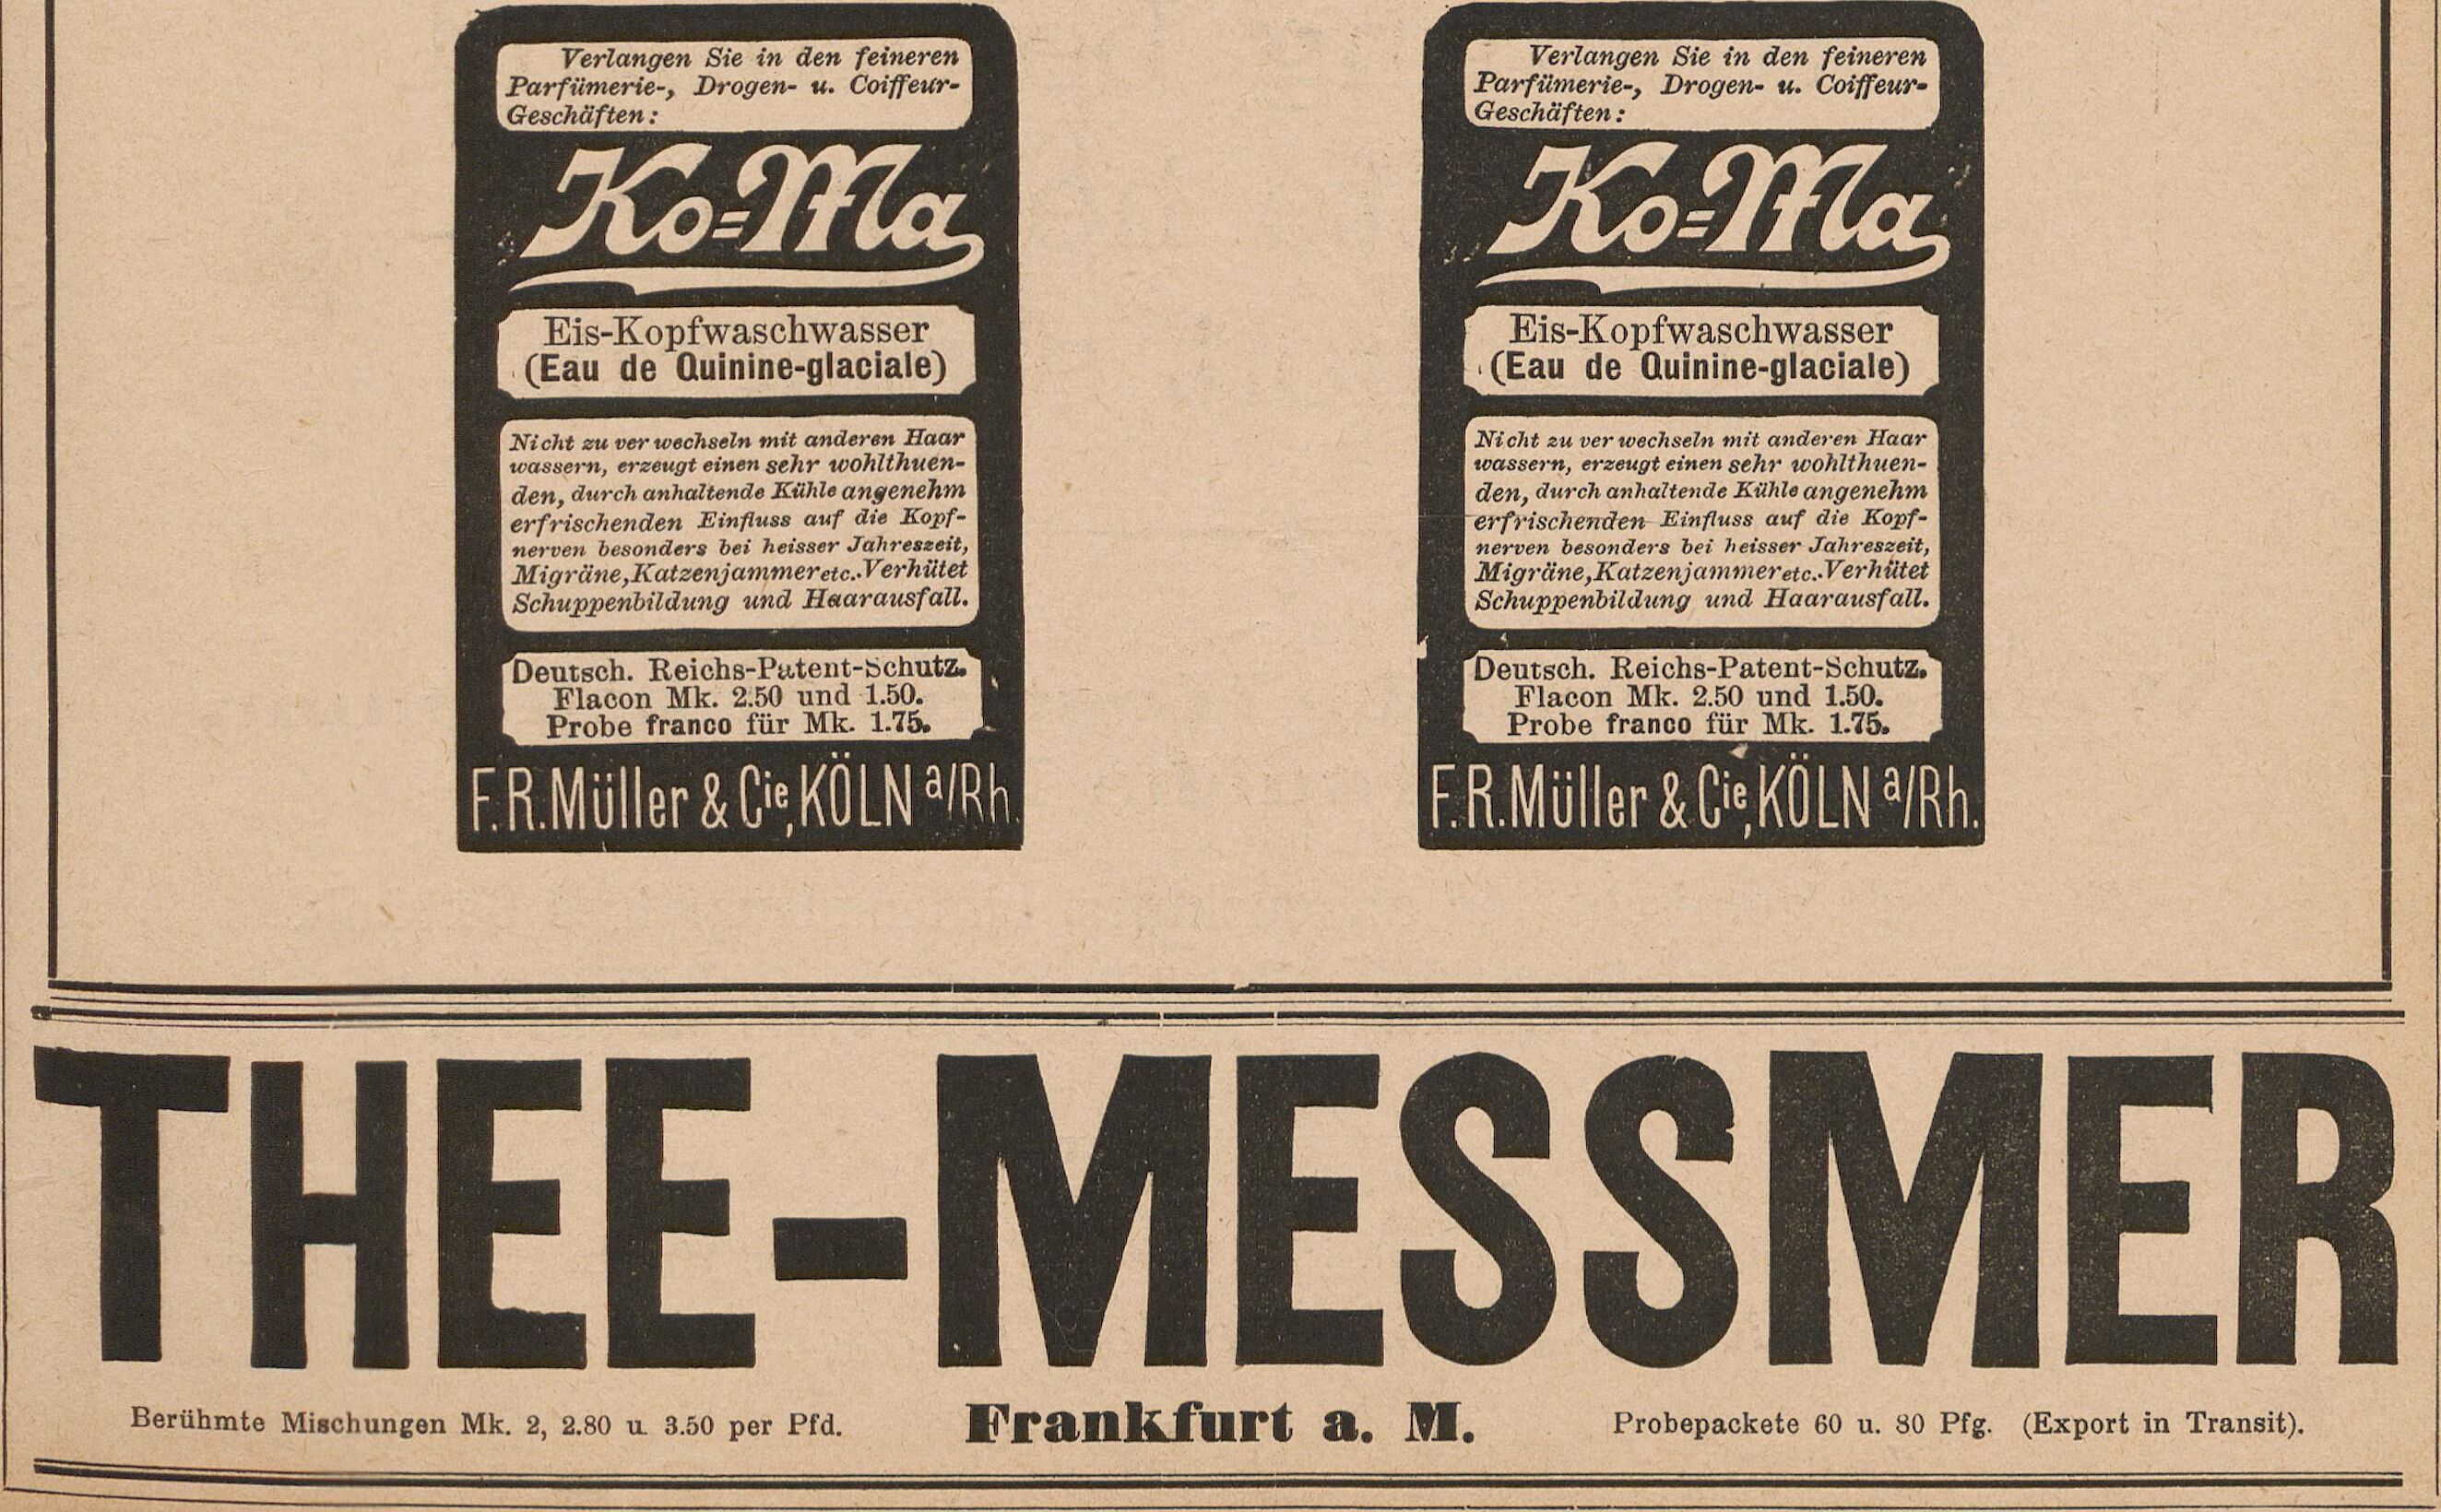 Verlangen Sie in den feineren
Parfümerie-, Drogen- u. Coiffeur-
Geschäften:
Ko=Ma
Eis-Kopfwaschwasser
(Eau de Quinine-glaciale)
Nicht zu verwechseln mit anderen Haar
wassern, erzeugt einen sehr wohlthuen-
den, durch anhaltende Kühle angenehm
erfrischenden Einfluss auf die Kopf-
nerven besonders bei heisser Jahreszeit,
Migräne, Katzenjammer etc. Verhütet
Schuppenbildung und Haarausfall.
Deutsch. Reichs-Patent-Schutz.
Flacon Mk. 2.50 und 1.50.
Probe franco für Mk. 1.75.
F.R. Müller & Cie, KÖLN a/Rh.
Verlangen Sie in den feineren
Parfümerie-, Drogen- u. Coiffeur-
Geschäften:
Ko=Ma
Eis-Kopfwaschwasser
(Eau de Quinine-glaciale)
Nicht zu verwechseln mit anderen Haar
wassern, erzeugt einen sehr wohlthuen-
den, durch anhaltende Kühle angenehm
erfrischenden Einfluss auf die Kopf-
nerven besonders bei heisser Jahreszeit,
Migräne, Katzenjammer etc. Verhütet
Schuppenbildung und Haarausfall.
Deutsch. Reichs-Patent-Schutz.
Flacon Mk. 2.50 und 1.50.
Probe franco für Mk. 1.75.
F.R. Müller & Cie, KÖLN a/Rh.
THEE-MESSMER
Berühmte Mischungen Mk. 2, 2.80 u. 3.50 per Pfd. Frankfurt a. M. Probepackete 60 u. 80 Pfg. (Export in Transit).